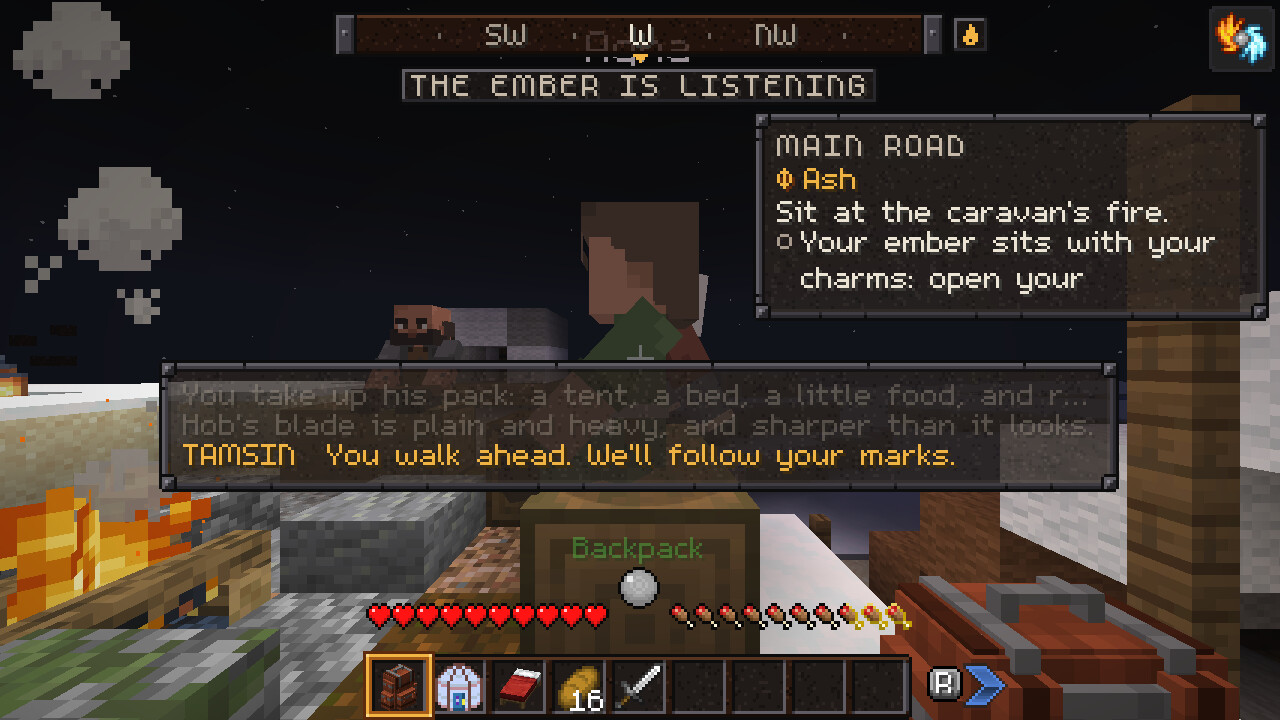 SW W NW
THE EMBER IS LISTENING
MAIN ROAD
Ash
Sit at the caravan's fire.
Your ember sits with your
charms: open your
You take up his pack: a tent, a bed, a little food, and r...
Hob's blade is plain and heavy, and sharper than it looks.
TAMSIN You walk ahead. We'll follow your marks.
Backpack
16
R